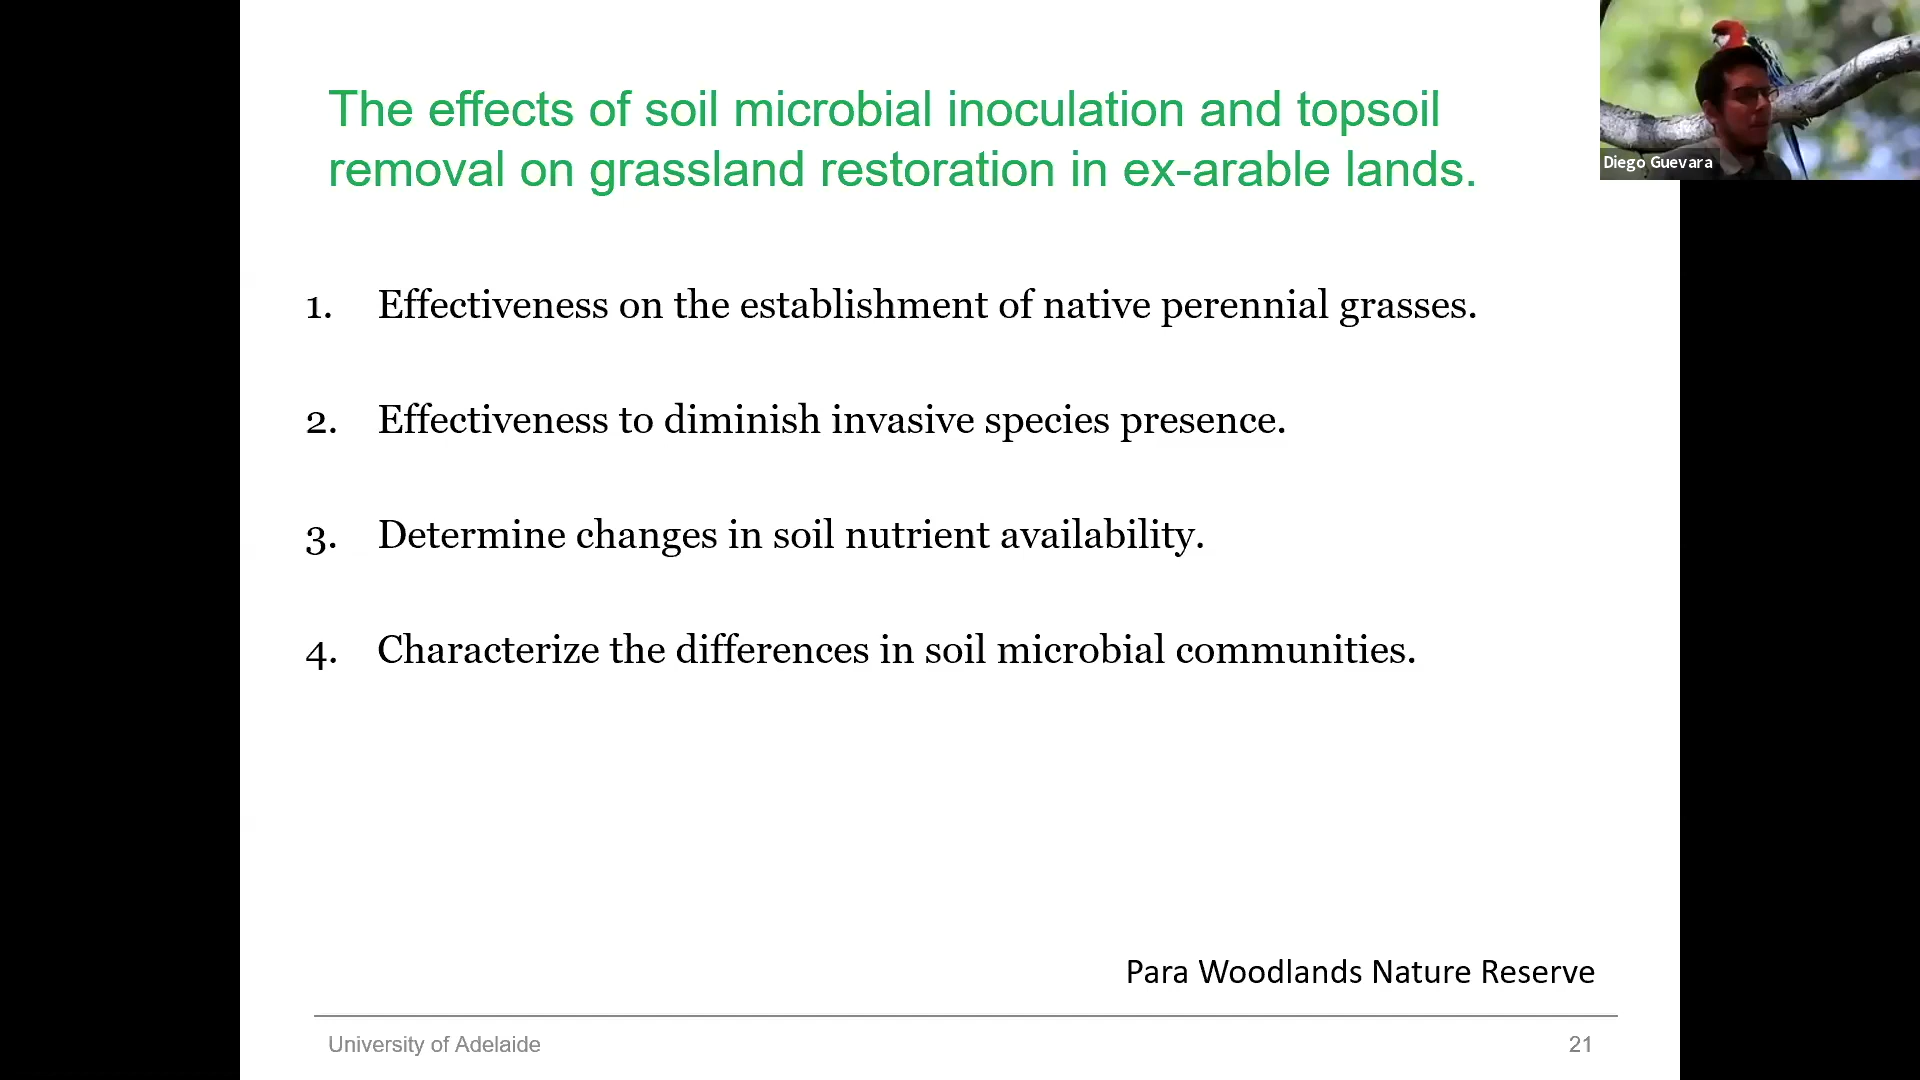 The effects of soil microbial inoculation and topsoil
removal on grassland restoration in ex-arable lands.
Diego Guevara
1. Effectiveness on the establishment of native perennial grasses.
2. Effectiveness to diminish invasive species presence.
3. Determine changes in soil nutrient availability.
4. Characterize the differences in soil microbial communities.
Para Woodlands Nature Reserve
University of Adelaide
21